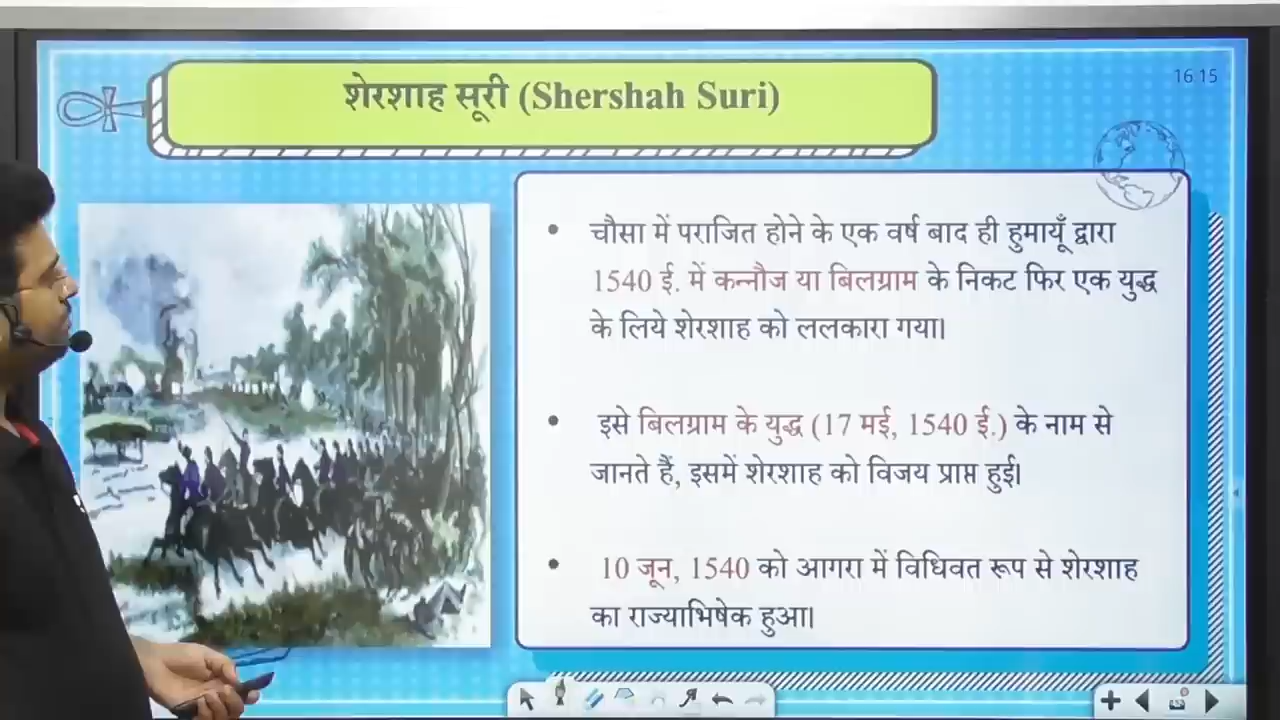 शेरशाह सूरी (Shershah Suri)
16 15
• चौसा में पराजित होने के एक वर्ष बाद ही हुमायूँ द्वारा
1540 ई. में कन्नौज या बिलग्राम के निकट फिर एक युद्ध
के लिये शेरशाह को ललकारा गया।
• इसे बिलग्राम के युद्ध (17 मई, 1540 ई.) के नाम से
जानते हैं, इसमें शेरशाह को विजय प्राप्त हुई।
• 10 जून, 1540 को आगरा में विधिवत रूप से शेरशाह
का राज्याभिषेक हुआ।